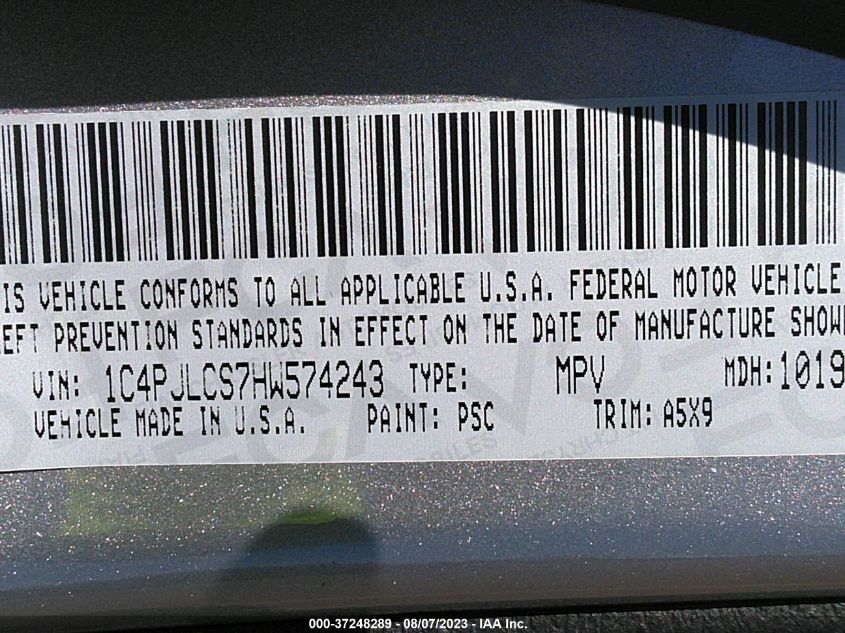 IS VEHICLE CONFORMS TO ALL APPLICABLE U.S.A. FEDERAL MOTOR VEHICLE
EFT PREVENTION STANDARDS IN EFFECT ON THE DATE OF MANUFACTURE SHOW
VIN: 1C4PJLCS7HW574243 TYPE: MPV MDH: 1019
VEHICLE MADE IN U.S.A. PAINT: PSC TRIM: A5X9
000-37248289 - 08/07/2023 - IAA Inc.